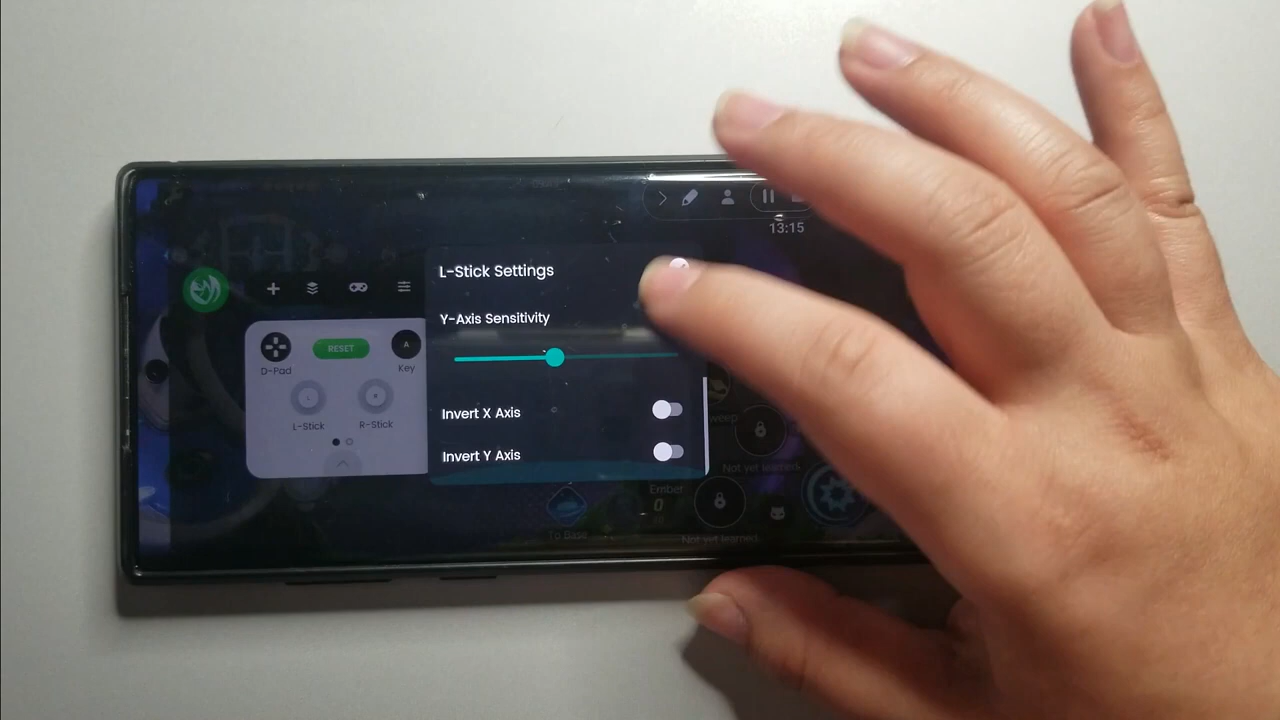 13:15
L-Stick Settings
Y-Axis Sensitivity
RESET
A
D-Pad
Key
L
R
L-Stick
R-Stick
Invert X Axis
Invert Y Axis
weep
Not yet learned.
Ember
0
To Base
Not yet learned.